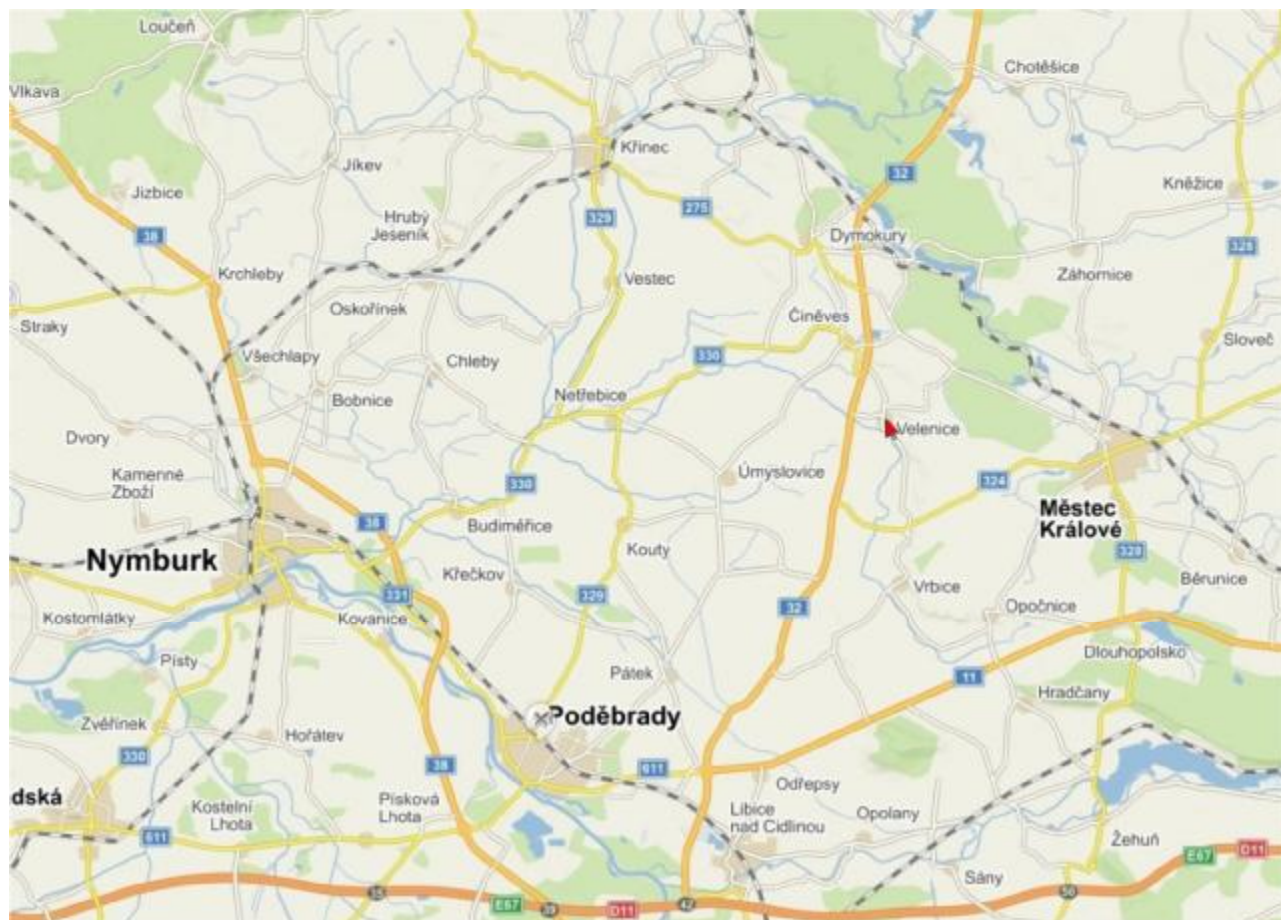 Loučeň
Chotěšice
Vlkava
Křinec
Jíkev
Jizbice
32
Kněžice
275
Hrubý
Jeseník
329
38
Dymokury
328
Krchleby
Vestec
Záhornice
Oskořínek
Straky
Činěves
Sloveč
Všechlapy
Chleby
330
Bobnice
Netřebice
Velenice
Dvory
Kamenné
Zboží
Úmyslovice
324
330
Městec
Králové
38
Budiměřice
Kouty
328
Nymburk
Křečkov
Vrbice
Běrunice
331
329
Opočnice
32
Kostomlátky
Kovanice
Dlouhopolsko
Písty
Pátek
11
Hradčany
Zvěřínek
Poděbrady
Hořátev
330
38
611
Odřepsy
dská
Kostelní
Lhota
Písková
Lhota
Libice
nad Cidlinou
Opolany
611
Žehuň
E67
D11
Sány
35
50
E67
39
D11
42